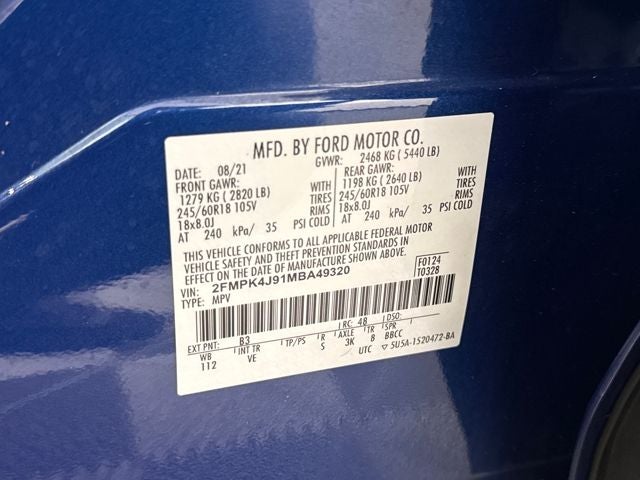 MFD. BY FORD MOTOR CO.
DATE: 08/21 GVWR: 2468 KG (5440 LB)
FRONT GAWR: REAR GAWR:
1279 KG (2820 LB) WITH 1198 KG (2640 LB) WITH
245/60R18 105V TIRES 245/60R18 105V TIRES
18x8.0J RIMS 18x8.0J RIMS
AT 240 kPa/ 35 PSI COLD AT 240 kPa/ 35 PSI COLD
THIS VEHICLE CONFORMS TO ALL APPLICABLE FEDERAL MOTOR
VEHICLE SAFETY AND THEFT PREVENTION STANDARDS IN
EFFECT ON THE DATE OF MANUFACTURE SHOWN ABOVE.
VIN: 2FMPK4J91MBA49320 F0124
TYPE: MPV T0328
EXT PNT: B3 RC: 48 DSO:
WB INT TR TP/PS R AXLE TR SPR
112 VE S 3K B BBCC
UTC ▽5U5A-1520472-BA